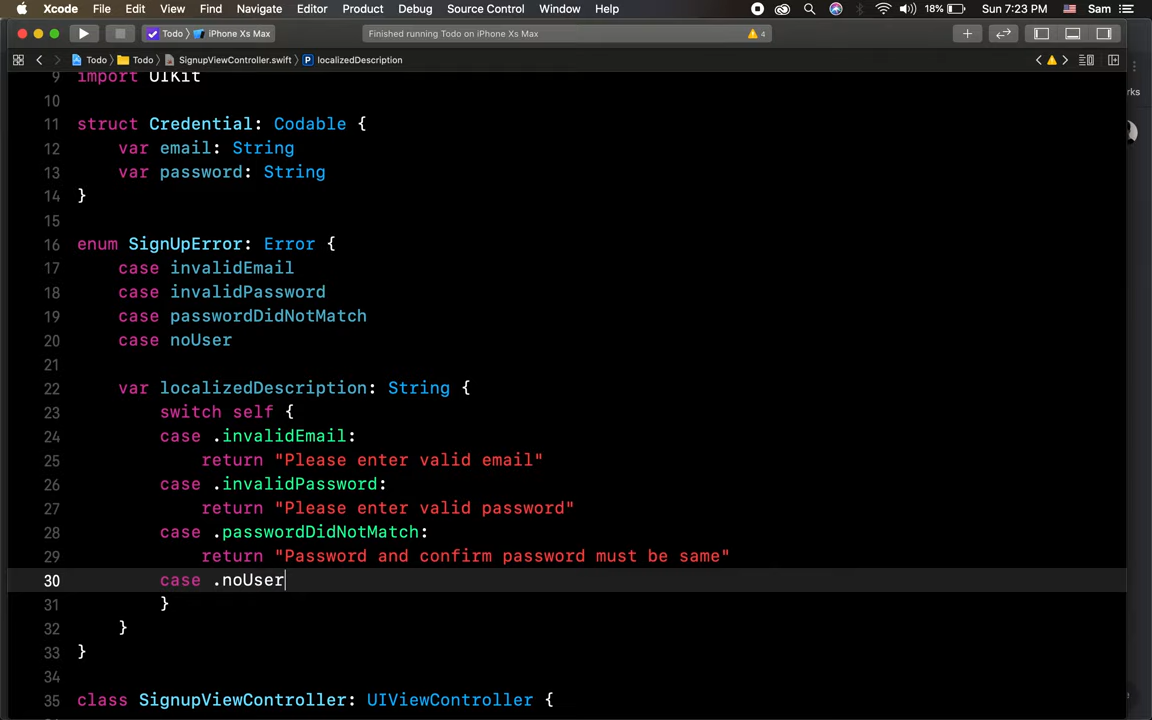 Xcode File Edit View Find Navigate Editor Product Debug Source Control Window Help 18% Sun 7:23 PM Sam
Todo iPhone Xs Max Finished running Todo on iPhone Xs Max 4
Todo Todo SignupViewController.swift P localizedDescription
rks
9 import UIKit
10
11 struct Credential: Codable {
12 var email: String
13 var password: String
14 }
15
16 enum SignUpError: Error {
17 case invalidEmail
18 case invalidPassword
19 case passwordDidNotMatch
20 case noUser
21
22 var localizedDescription: String {
23 switch self {
24 case .invalidEmail:
25 return "Please enter valid email"
26 case .invalidPassword:
27 return "Please enter valid password"
28 case .passwordDidNotMatch:
29 return "Password and confirm password must be same"
30 case .noUser
31 }
32 }
33 }
34
35 class SignupViewController: UIViewController {